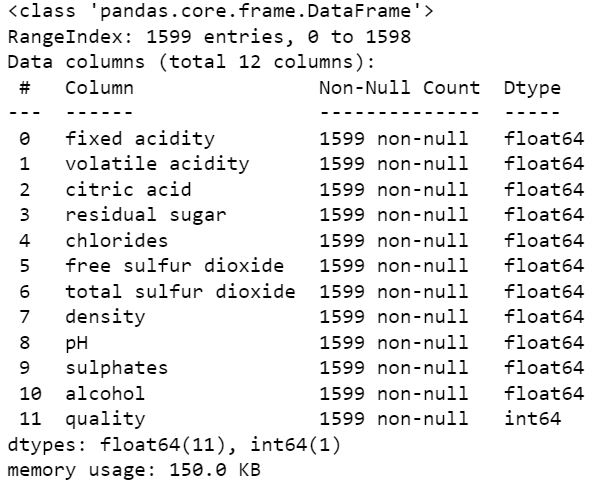 <class 'pandas.core.frame.DataFrame'>
RangeIndex: 1599 entries, 0 to 1598
Data columns (total 12 columns):
 #   Column                Non-Null Count  Dtype
---  ------                --------------  -----
 0   fixed acidity         1599 non-null   float64
 1   volatile acidity      1599 non-null   float64
 2   citric acid           1599 non-null   float64
 3   residual sugar        1599 non-null   float64
 4   chlorides             1599 non-null   float64
 5   free sulfur dioxide   1599 non-null   float64
 6   total sulfur dioxide  1599 non-null   float64
 7   density               1599 non-null   float64
 8   pH                    1599 non-null   float64
 9   sulphates             1599 non-null   float64
 10  alcohol               1599 non-null   float64
 11  quality               1599 non-null   int64
dtypes: float64(11), int64(1)
memory usage: 150.0 KB